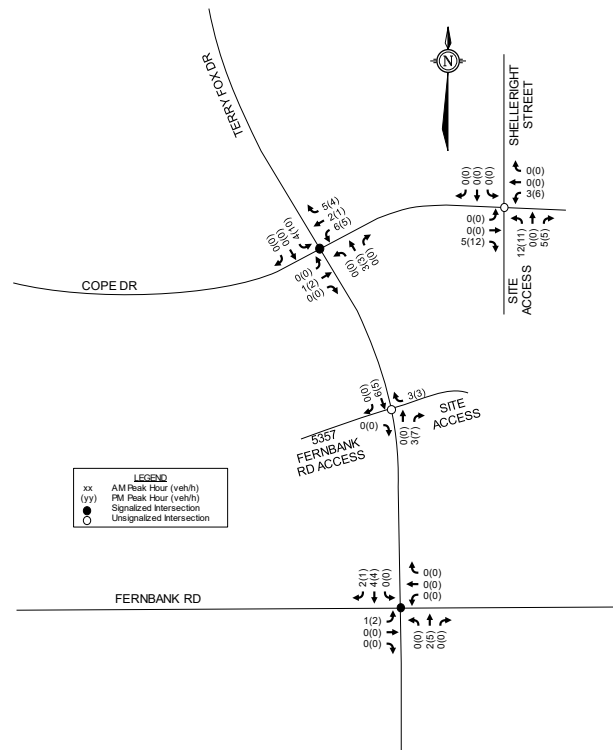 TERRY FOX DR
N
SHELLERIGHT
STREET
0(0)
0(0)
0(0)
0(0)
0(0)
3(6)
0(0)
0(0)
5(12)
12(11)
0(0)
5(5)
SITE
ACCESS
5(4)
2(1)
6(5)
0(0)
0(0)
4(10)
0(0)
1(2)
0(0)
0(0)
3(3)
0(0)
COPE DR
0(0)
6(5)
3(3)
SITE
ACCESS
0(0)
0(0)
3(7)
5357
FERNBANK
RD ACCESS
LEGEND
xx AM Peak Hour (veh/h)
(yy) PM Peak Hour (veh/h)
Signalized Intersection
Unsignalized Intersection
2(1)
4(4)
0(0)
0(0)
0(0)
0(0)
FERNBANK RD
1(2)
0(0)
0(0)
0(0)
2(5)
0(0)